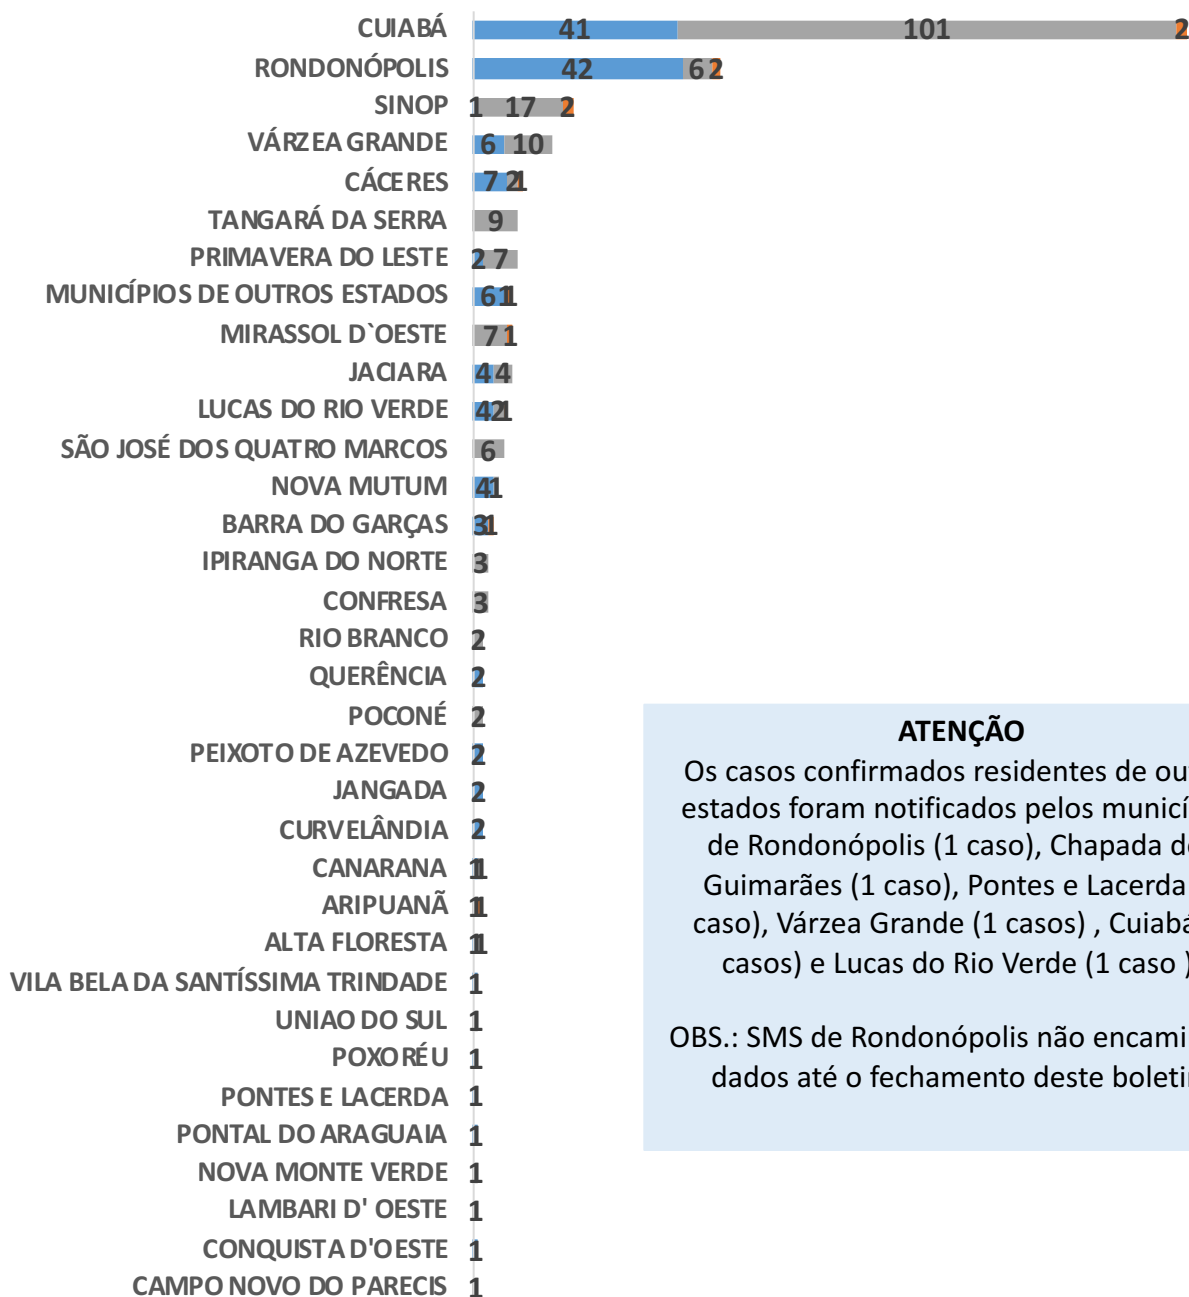 CUIABÁ 41 101 2
RONDONÓPOLIS 42 6 2
SINOP 1 17 2
VÁRZEA GRANDE 6 10
CÁCERES 7 2 1
TANGARÁ DA SERRA 9
PRIMAVERA DO LESTE 2 7
MUNICÍPIOS DE OUTROS ESTADOS 6 1 1
MIRASSOL D`OESTE 7 1
JACIARA 4 4
LUCAS DO RIO VERDE 4 2 1
SÃO JOSÉ DOS QUATRO MARCOS 6
NOVA MUTUM 4 1
BARRA DO GARÇAS 3 1
IPIRANGA DO NORTE 3
CONFRESA 3
RIO BRANCO 2
QUERÊNCIA 2
POCONÉ 2
PEIXOTO DE AZEVEDO 2
JANGADA 2
CURVELÂNDIA 2
CANARANA 1 1
ARIPUANÃ 1 1
ALTA FLORESTA 1 1
VILA BELA DA SANTÍSSIMA TRINDADE 1
UNIAO DO SUL 1
POXORÉU 1
PONTES E LACERDA 1
PONTAL DO ARAGUAIA 1
NOVA MONTE VERDE 1
LAMBARI D' OESTE 1
CONQUISTA D'OESTE 1
CAMPO NOVO DO PARECIS 1
ATENÇÃO
Os casos confirmados residentes de
estados foram notificados pelos
de Rondonópolis (1 caso), Chapada
Guimarães (1 caso), Pontes e Lacerda
caso), Várzea Grande (1 casos) , Cuiabá
casos) e Lucas do Rio Verde (1 caso )
OBS.: SMS de Rondonópolis não
dados até o fechamento deste